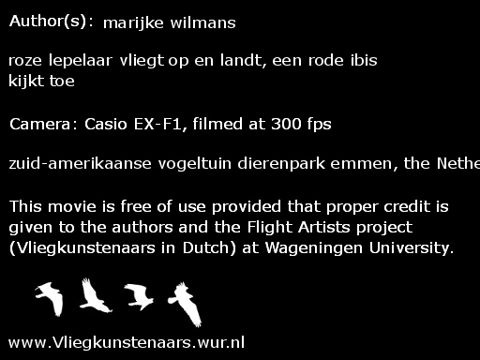 Author(s): marijke wilmans
roze lepelaar vliegt op en landt, een rode ibis
kijkt toe
Camera: Casio EX-F1, filmed at 300 fps
zuid-amerikaanse vogeltuin dierenpark emmen, the Nethe
This movie is free of use provided that proper credit is
given to the authors and the Flight Artists project
(Vliegkunstenaars in Dutch) at Wageningen University.
www.Vliegkunstenaars.wur.nl